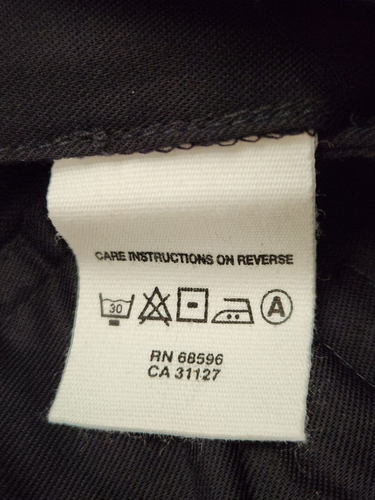 CARE INSTRUCTIONS ON REVERSE
30 A
RN 68596
CA 31127